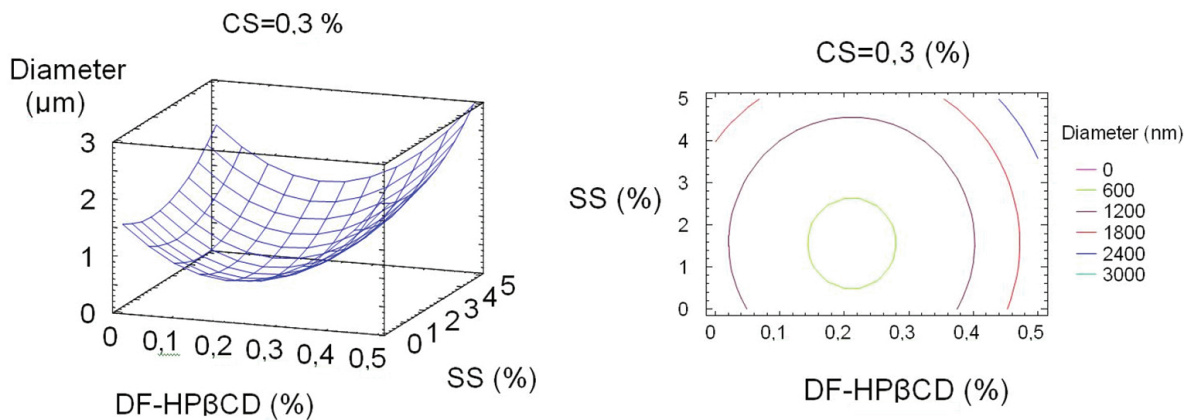 CS=0,3 %
Diameter
(µm)
3
2
1
0
0 0,1 0,2 0,3 0,4 0,5
0 1 2 3 4 5
SS (%)
DF-HPβCD (%)
CS=0,3 (%)
5
4
3
2
1
0
SS (%)
0 0,1 0,2 0,3 0,4 0,5
DF-HPβCD (%)
Diameter (nm)
0
600
1200
1800
2400
3000